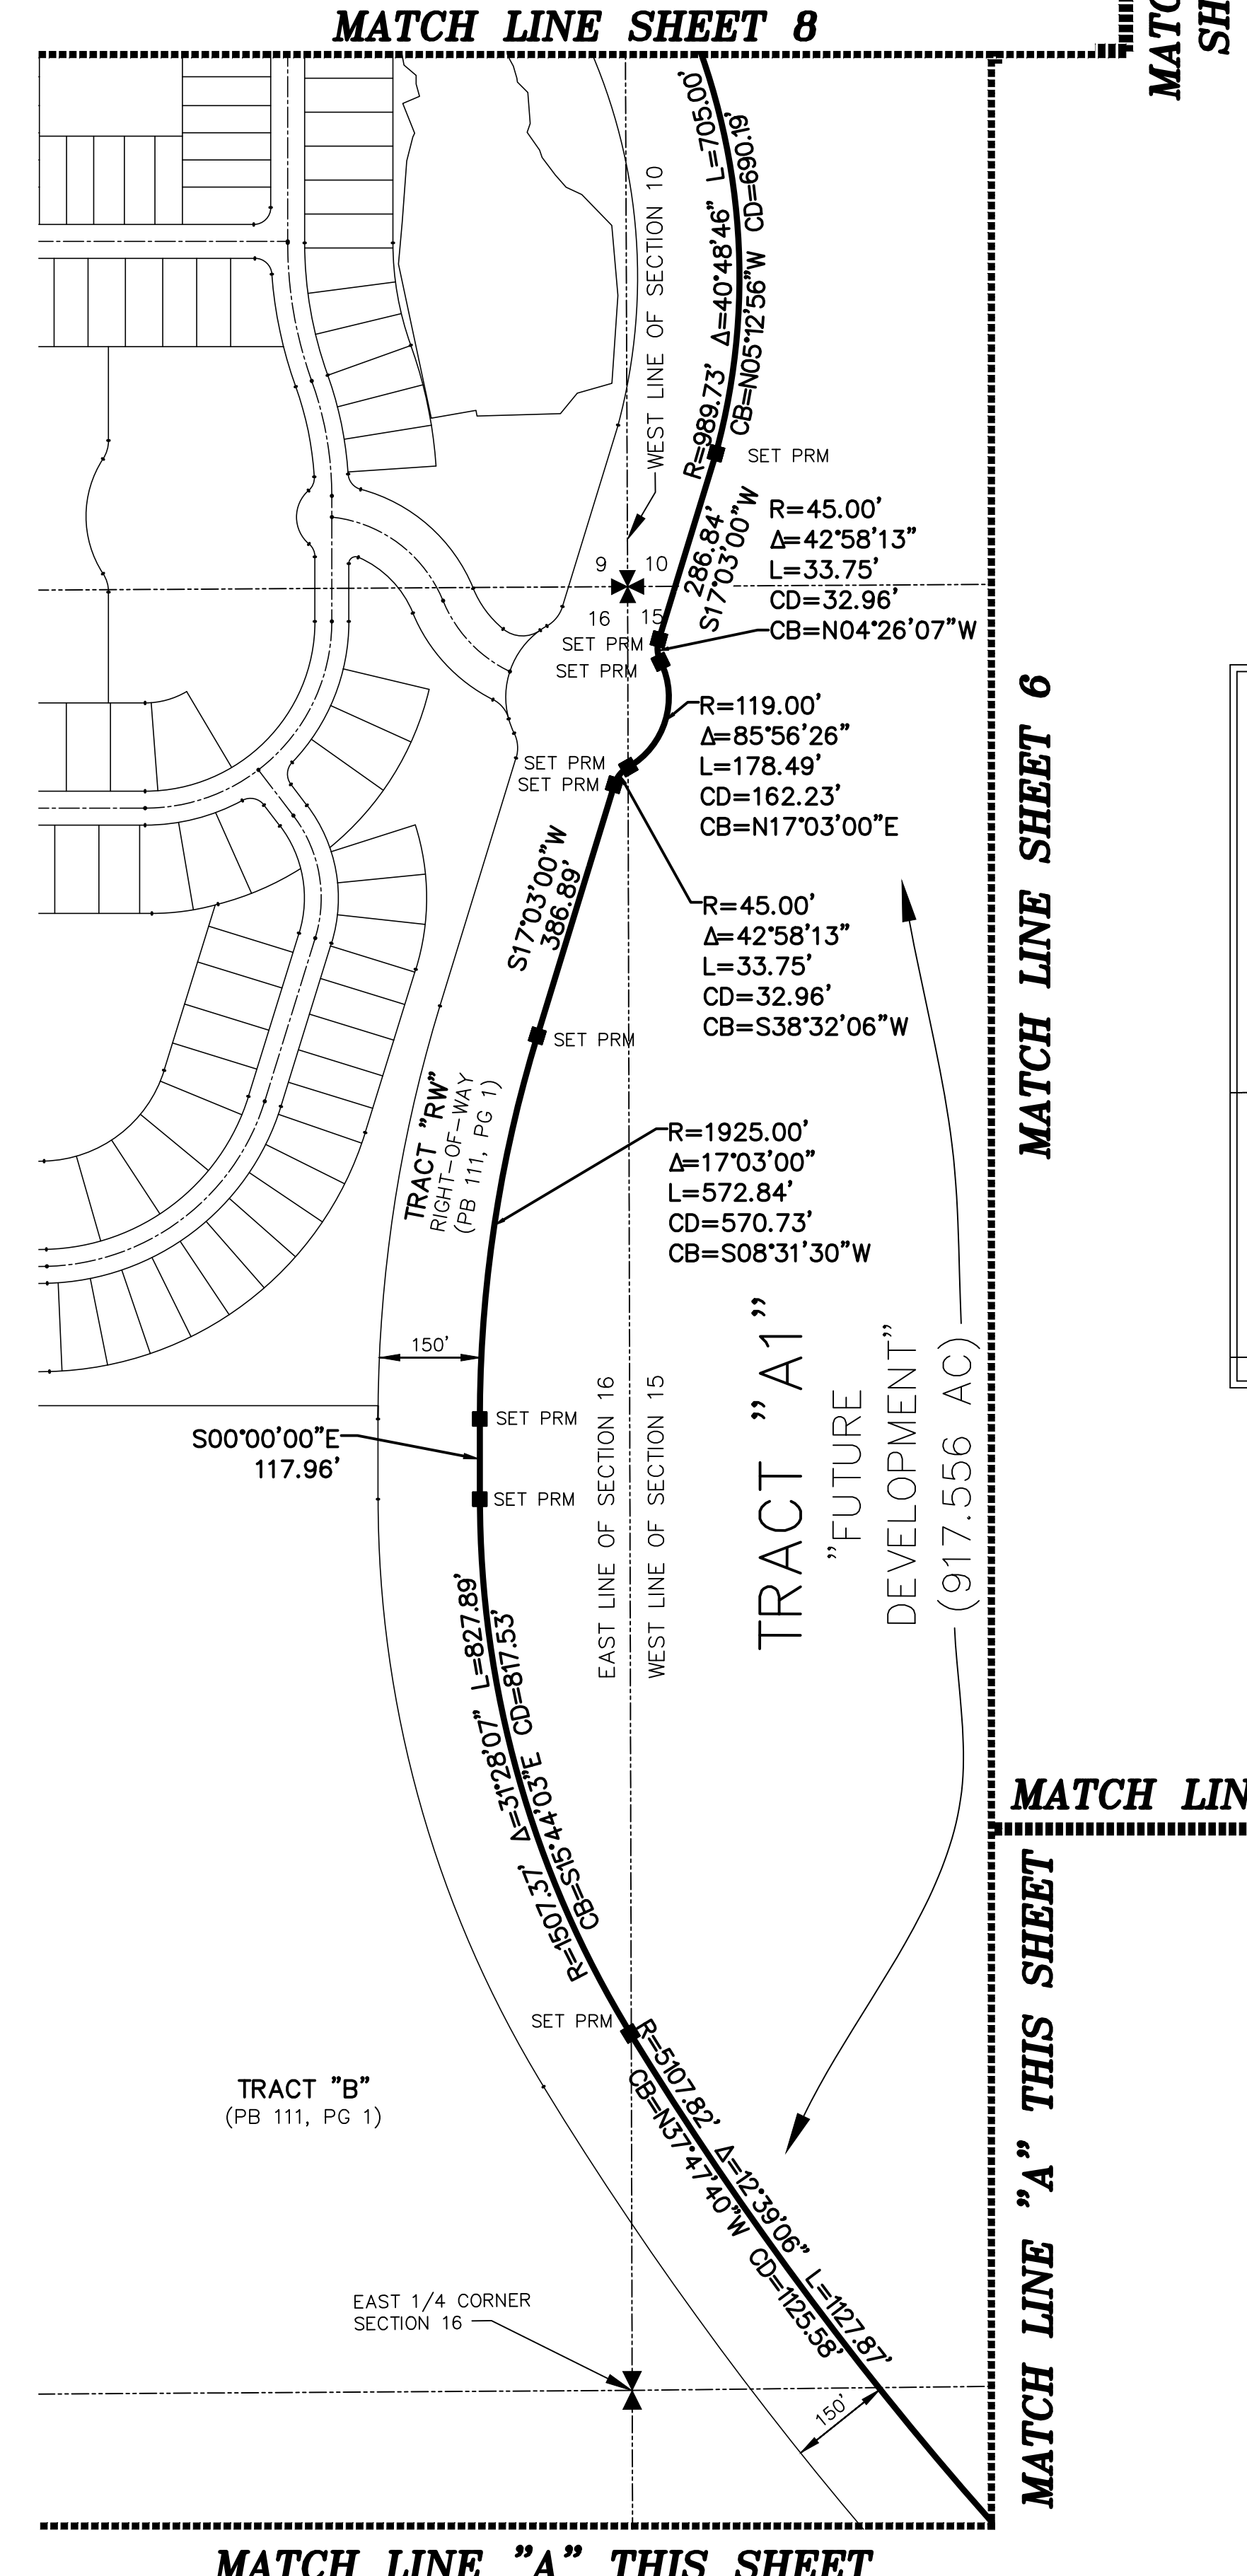 MATCH LINE SHEET 8
MATC
SH
R=989.73' Δ=40°48'46" L=705.00'
CB=N05°12'56"W CD=690.19'
WEST LINE OF SECTION 10
SET PRM
286.84'
S17°03'00"W
R=45.00'
Δ=42°58'13"
L=33.75'
CD=32.96'
CB=N04°26'07"W
9 10
16 15
SET PRM
SET PRM
MATCH LINE SHEET 6
R=119.00'
Δ=85°56'26"
L=178.49'
CD=162.23'
CB=N17°03'00"E
SET PRM
SET PRM
S17°03'00"W
386.89'
R=45.00'
Δ=42°58'13"
L=33.75'
CD=32.96'
CB=S38°32'06"W
SET PRM
TRACT "RW"
RIGHT-OF-WAY
(PB 111, PG 1)
R=1925.00'
Δ=17°03'00"
L=572.84'
CD=570.73'
CB=S08°31'30"W
150'
TRACT "A1"
"FUTURE
DEVELOPMENT"
(917.556 AC)
SET PRM
S00°00'00"E
117.96'
SET PRM
EAST LINE OF SECTION 16
WEST LINE OF SECTION 15
R=1507.37' Δ=31°28'07" L=827.89'
CB=S15°44'03"E CD=817.53'
MATCH LIN
MATCH LINE "A" THIS SHEET
SET PRM
R=5107.82' Δ=12°39'06" L=1127.87'
CB=N37°47'40"W CD=1125.58'
TRACT "B"
(PB 111, PG 1)
EAST 1/4 CORNER
SECTION 16
150'
MATCH LINE "A" THIS SHEET